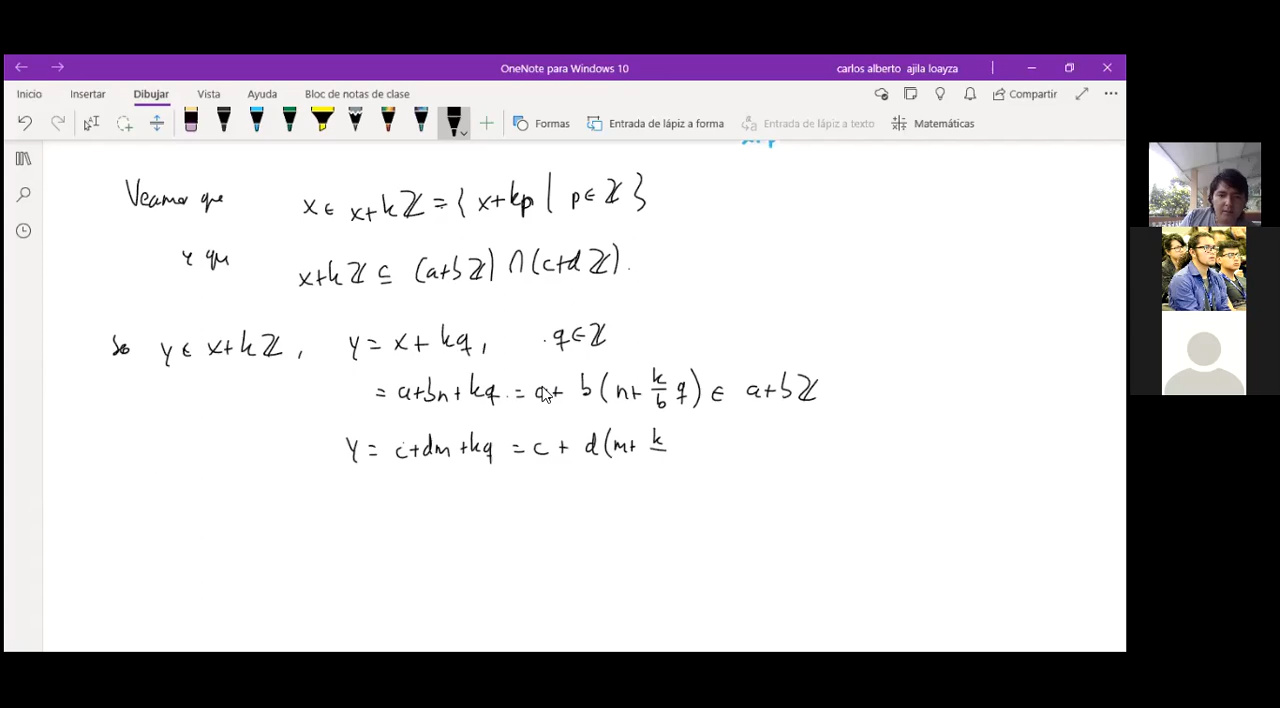 OneNote para Windows 10
carlos alberto ajila loayza
Inicio Insertar Dibujar Vista Ayuda Bloc de notas de clase
Compartir
Formas Entrada de lápiz a forma Entrada de lápiz a texto Matemáticas
Veamos que x ∈ x+kℤ = { x+kp | p ∈ ℤ }
y que x+kℤ ⊆ (a+bℤ) ∩ (c+dℤ).
y ∈ x+kℤ, y = x + kq, q ∈ ℤ
= a+bn+kq = a + b(n+ k/b q) ∈ a+bℤ
y = c+dm+kq = c + d(m+ k